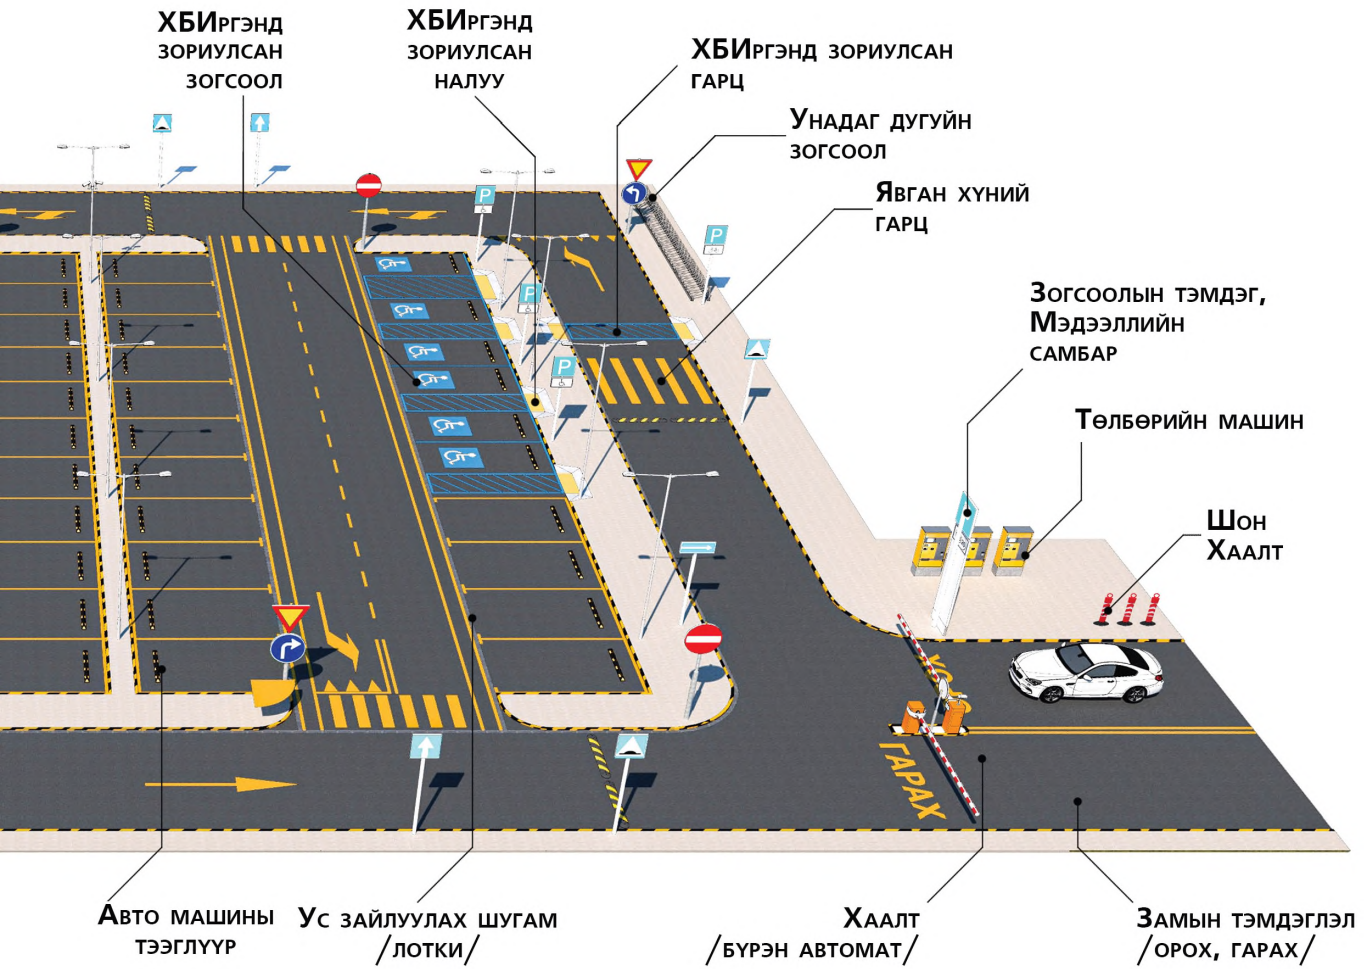 ХБИргэнд
зориулсан
зогсоол
ХБИргэнд
зориулсан
налуу
ХБИргэнд зориулсан
гарц
Унадаг дугуйн
зогсоол
Явган хүний
гарц
Зогсоолын тэмдэг,
Мэдээллийн
самбар
Төлбөрийн машин
Шон
Хаалт
P
P
P
P
ГАРАХ
Авто машины
тээглүүр
Ус зайлуулах шугам
/лотки/
Хаалт
/бүрэн автомат/
Замын тэмдэглэл
/орох, гарах/